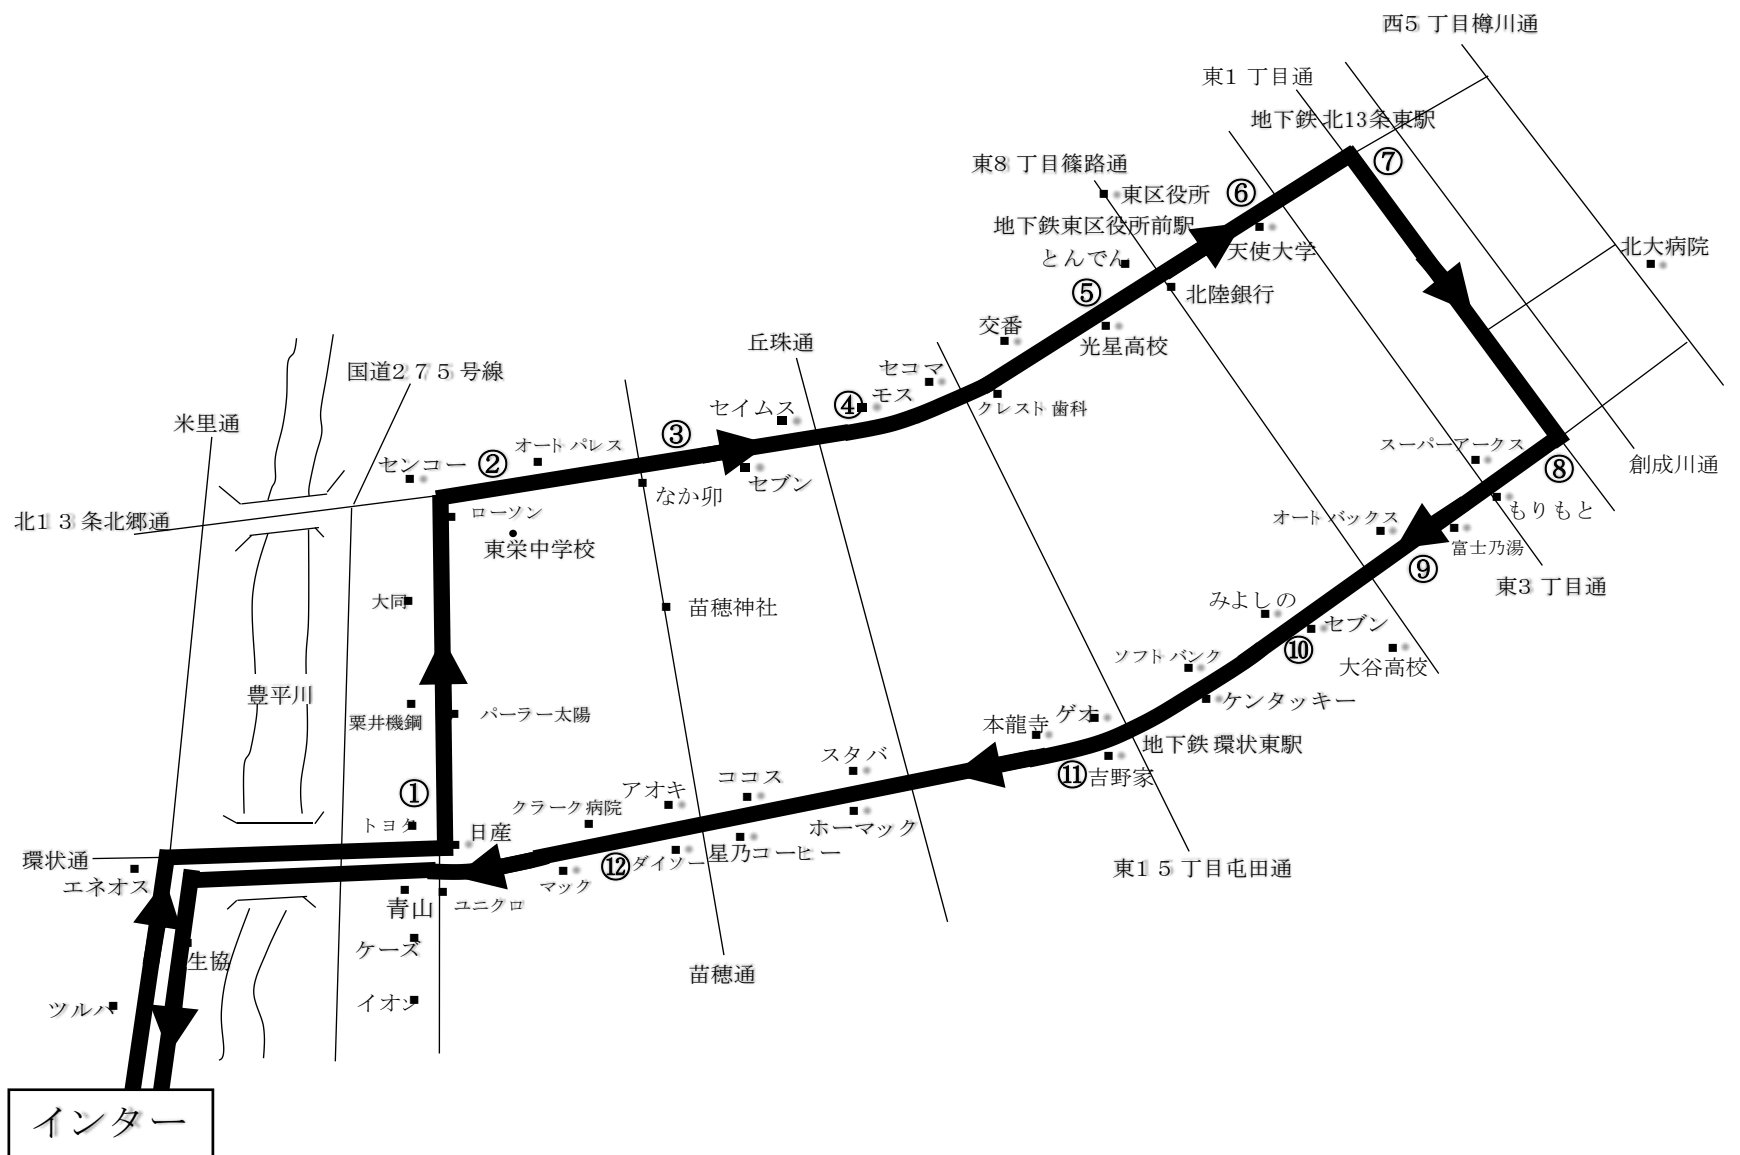 西5 丁目樽川通
東1 丁目通
地下鉄 北13条東駅
⑦
東8 丁目篠路通
東区役所
⑥
地下鉄東区役所前駅
天使大学
北大病院
とんでん
⑤
北陸銀行
交番
光星高校
丘珠通
セコマ
国道2７５号線
モス
④
クレスト歯科
セイムス
米里通
③
オートパレス
スーパーアークス
創成川通
センコー
②
セブン
⑧
なか卯
もりもと
ローソン
オートバックス
北1３条北郷通
東栄中学校
富士乃湯
⑨
東3 丁目通
大同
苗穂神社
みよしの
セブン
⑩
ソフトバンク
大谷高校
豊平川
ケンタッキー
栗井機鋼
パーラー太陽
本龍寺
ゲオ
地下鉄 環状東駅
スタバ
ココス
⑪
吉野家
①
アオキ
クラーク病院
トヨタ
日産
ホーマック
環状通
星乃コーヒー
⑫
ダイソー
東1５丁目屯田通
エネオス
マック
青山
ユニクロ
ケーズ
生協
苗穂通
ツルハ
イオン
インター